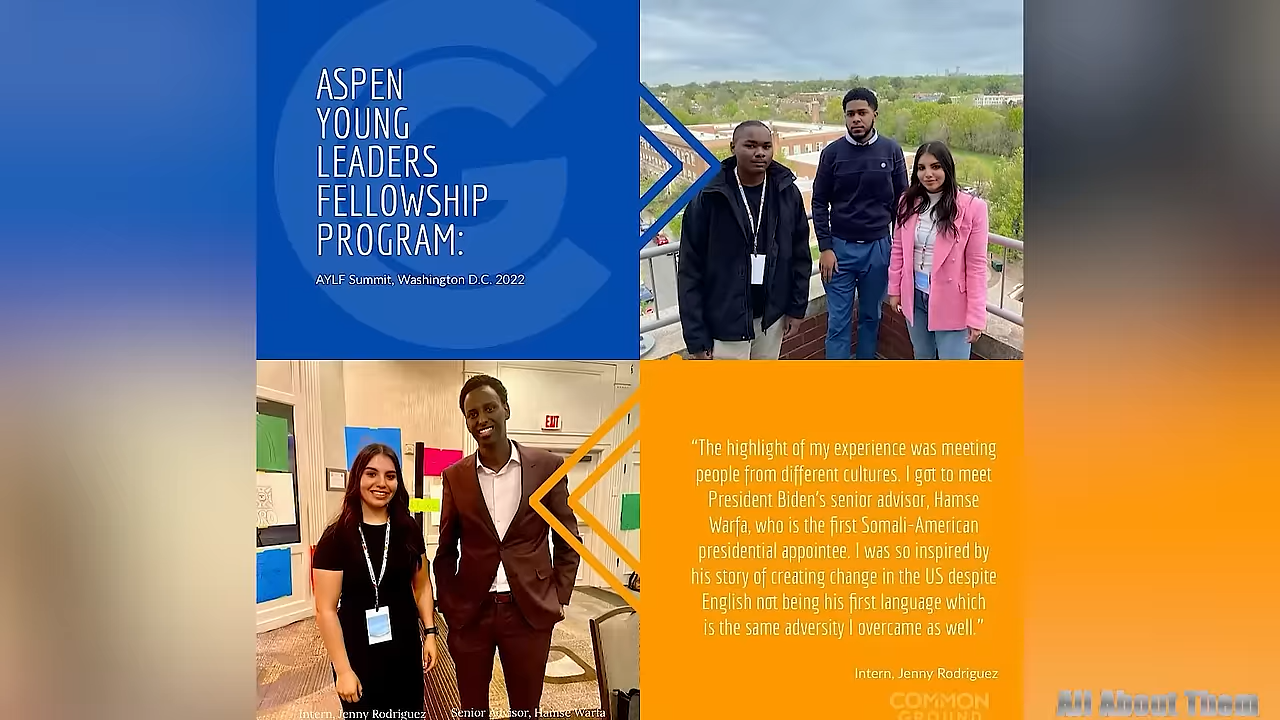 ASPEN
YOUNG
LEADERS
FELLOWSHIP
PROGRAM:
AYLF Summit, Washington D.C. 2022
EXIT
Intern, Jenny Rodriguez
Senior Advisor, Hamse Warfa
“The highlight of my experience was meeting
people from different cultures. I got to meet
President Biden's senior advisor, Hamse
Warfa, who is the first Somali-American
presidential appointee. I was so inspired by
his story of creating change in the US despite
English not being his first language which
is the same adversity I overcame as well.”
Intern, Jenny Rodriguez
COMMON
GROUND
All About Them